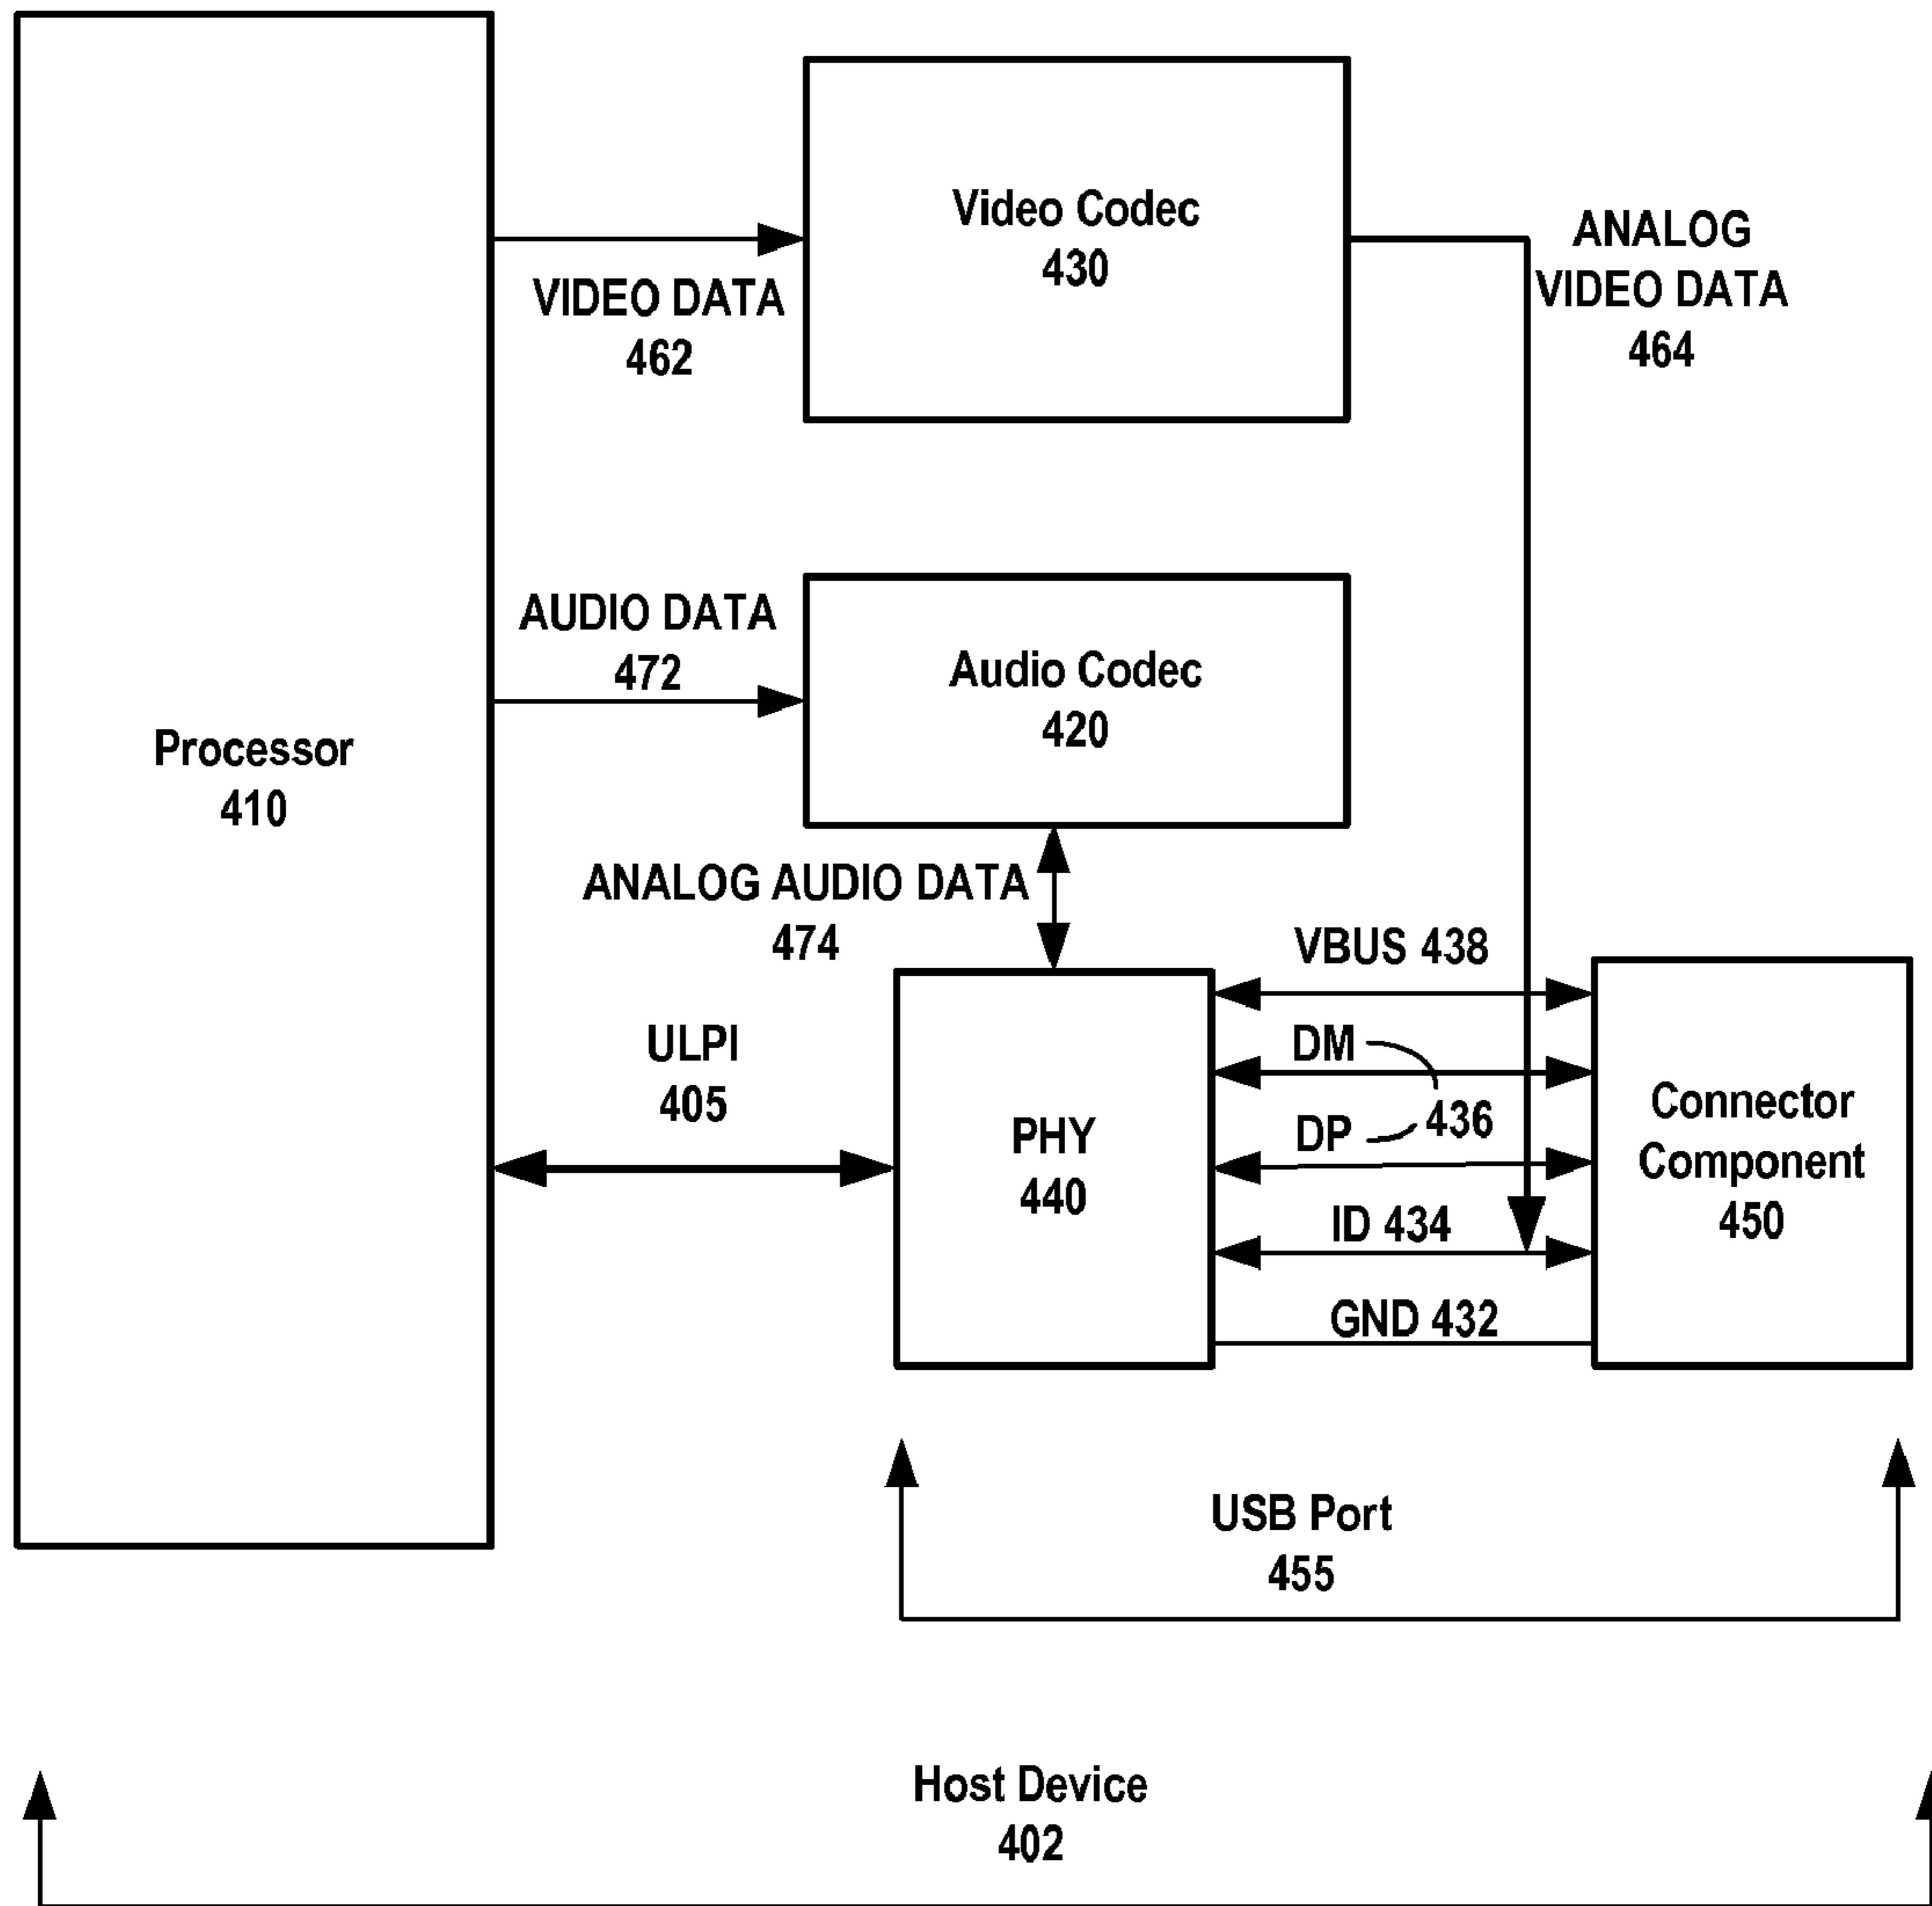 Video Codec
430
ANALOG
VIDEO DATA
464
VIDEO DATA
462
AUDIO DATA
472
Audio Codec
420
Processor
410
ANALOG AUDIO DATA
474
VBUS 438
ULPI
405
DM
436
DP
PHY
440
Connector
Component
450
ID 434
GND 432
USB Port
455
Host Device
402